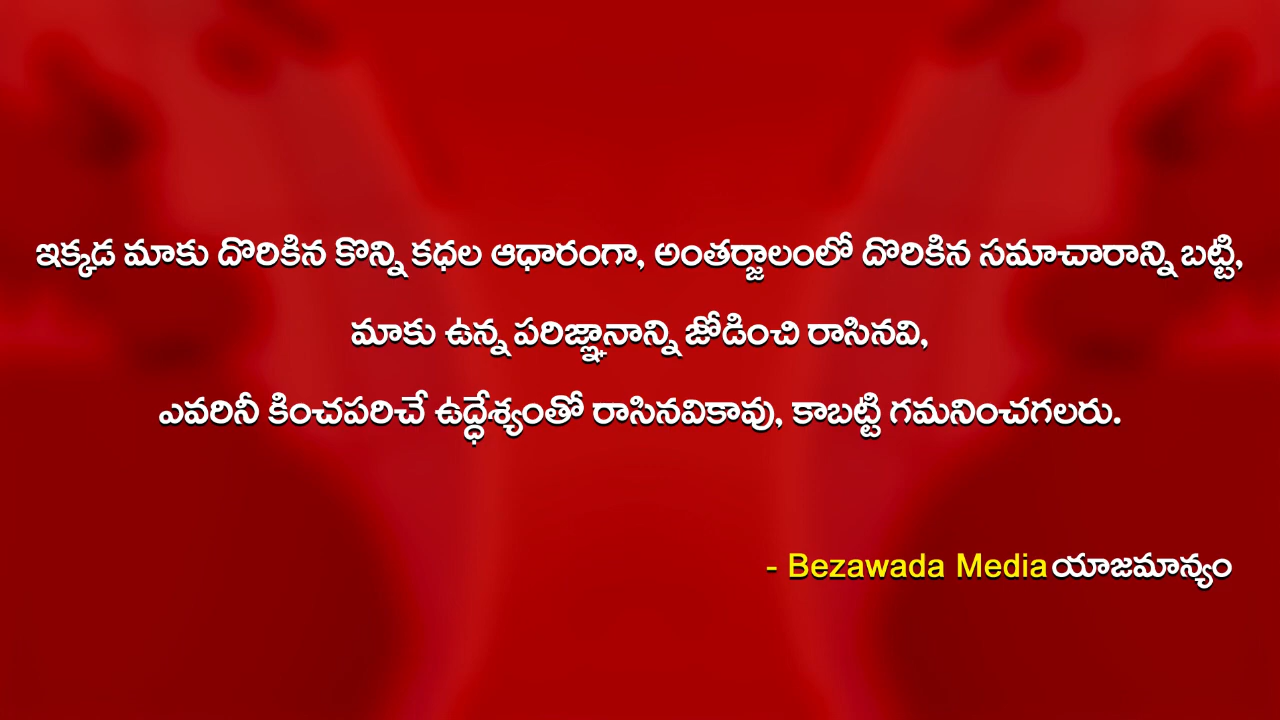 ఇక్కడ మాకు దొరికిన కొన్ని కధల ఆధారంగా, అంతర్జాలంలో దొరికిన సమాచారాన్ని బట్టి,
మాకు ఉన్న పరిజ్ఞానాన్ని జోడించి రాసినవి,
ఎవరినీ కించపరిచే ఉద్ధేశ్యంతో రాసినవికావు, కాబట్టి గమనించగలరు.
- Bezawada Media యాజమాన్యం